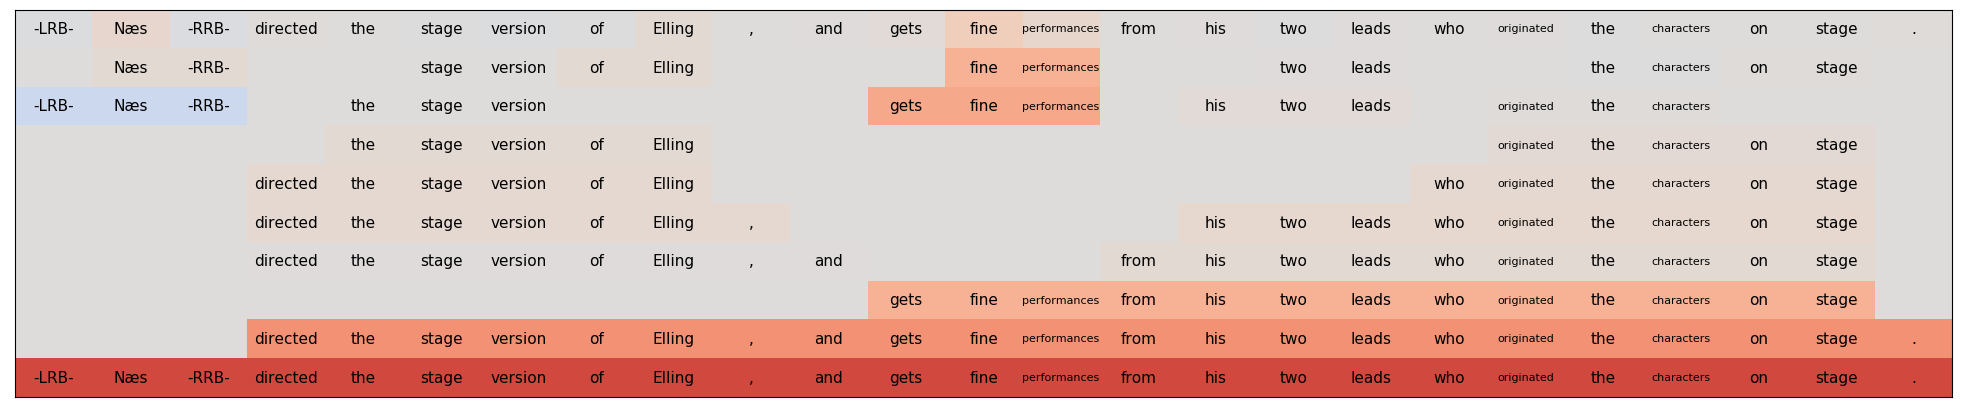 -LRB- Næs -RRB- directed the stage version of Elling , and gets fine performances from his two leads who originated the characters on stage .
Næs -RRB- stage version of Elling fine performances two leads the characters on stage
-LRB- Næs -RRB- the stage version gets fine performances his two leads originated the characters
the stage version of Elling originated the characters on stage
directed the stage version of Elling who originated the characters on stage
directed the stage version of Elling , his two leads who originated the characters on stage
directed the stage version of Elling , and from his two leads who originated the characters on stage
gets fine performances from his two leads who originated the characters on stage
directed the stage version of Elling , and gets fine performances from his two leads who originated the characters on stage .
-LRB- Næs -RRB- directed the stage version of Elling , and gets fine performances from his two leads who originated the characters on stage .